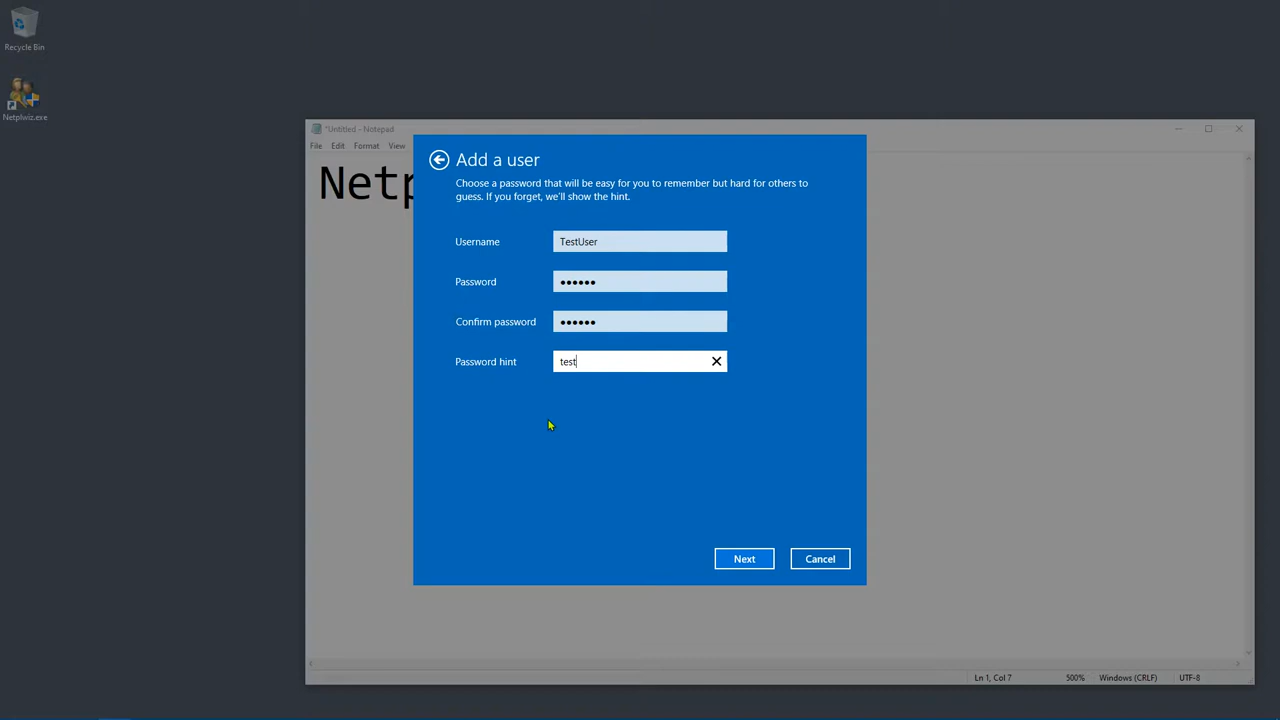 Recycle Bin
Netplwiz.exe
*Untitled - Notepad
File Edit Format View
Netp
Add a user
Choose a password that will be easy for you to remember but hard for others to
guess. If you forget, we'll show the hint.
Username TestUser
Password ••••••
Confirm password ••••••
Password hint test
Next Cancel
Ln 1, Col 7 500% Windows (CRLF) UTF-8